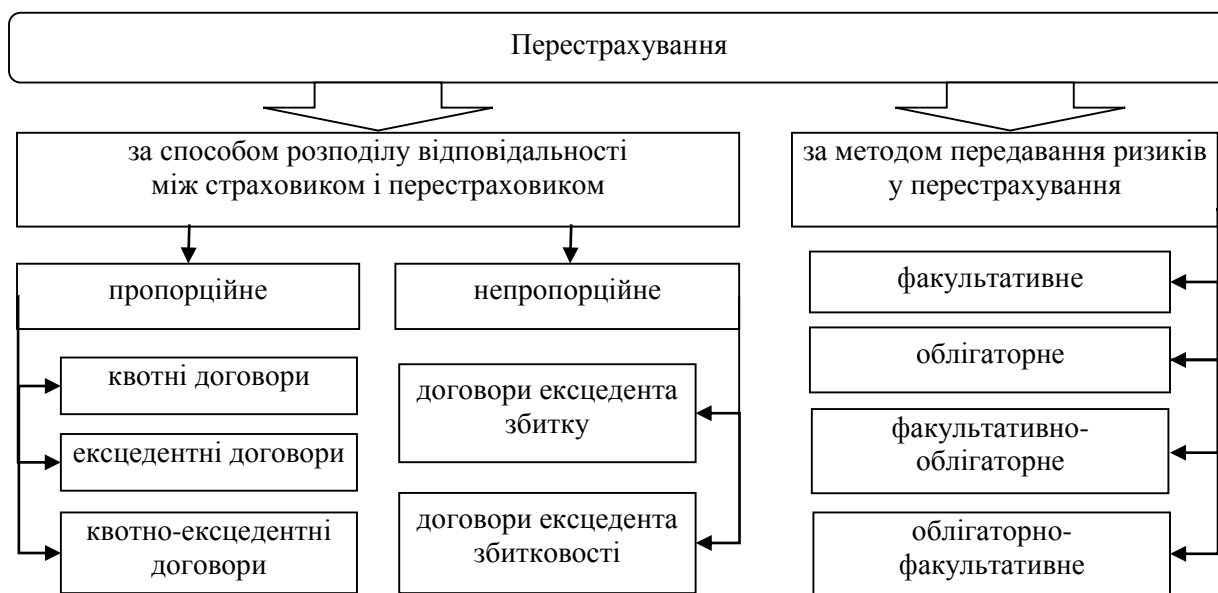 Перестрахування
за способом розподілу відповідальності
між страховиком і перестраховиком
за методом передавання ризиків
у перестрахування
пропорційне
непропорційне
факультативне
квотні договори
договори ексцедента
збитку
облігаторне
ексцедентні договори
факультативно-
облігаторне
квотно-ексцедентні
договори
договори ексцедента
збитковості
облігаторно-
факультативне